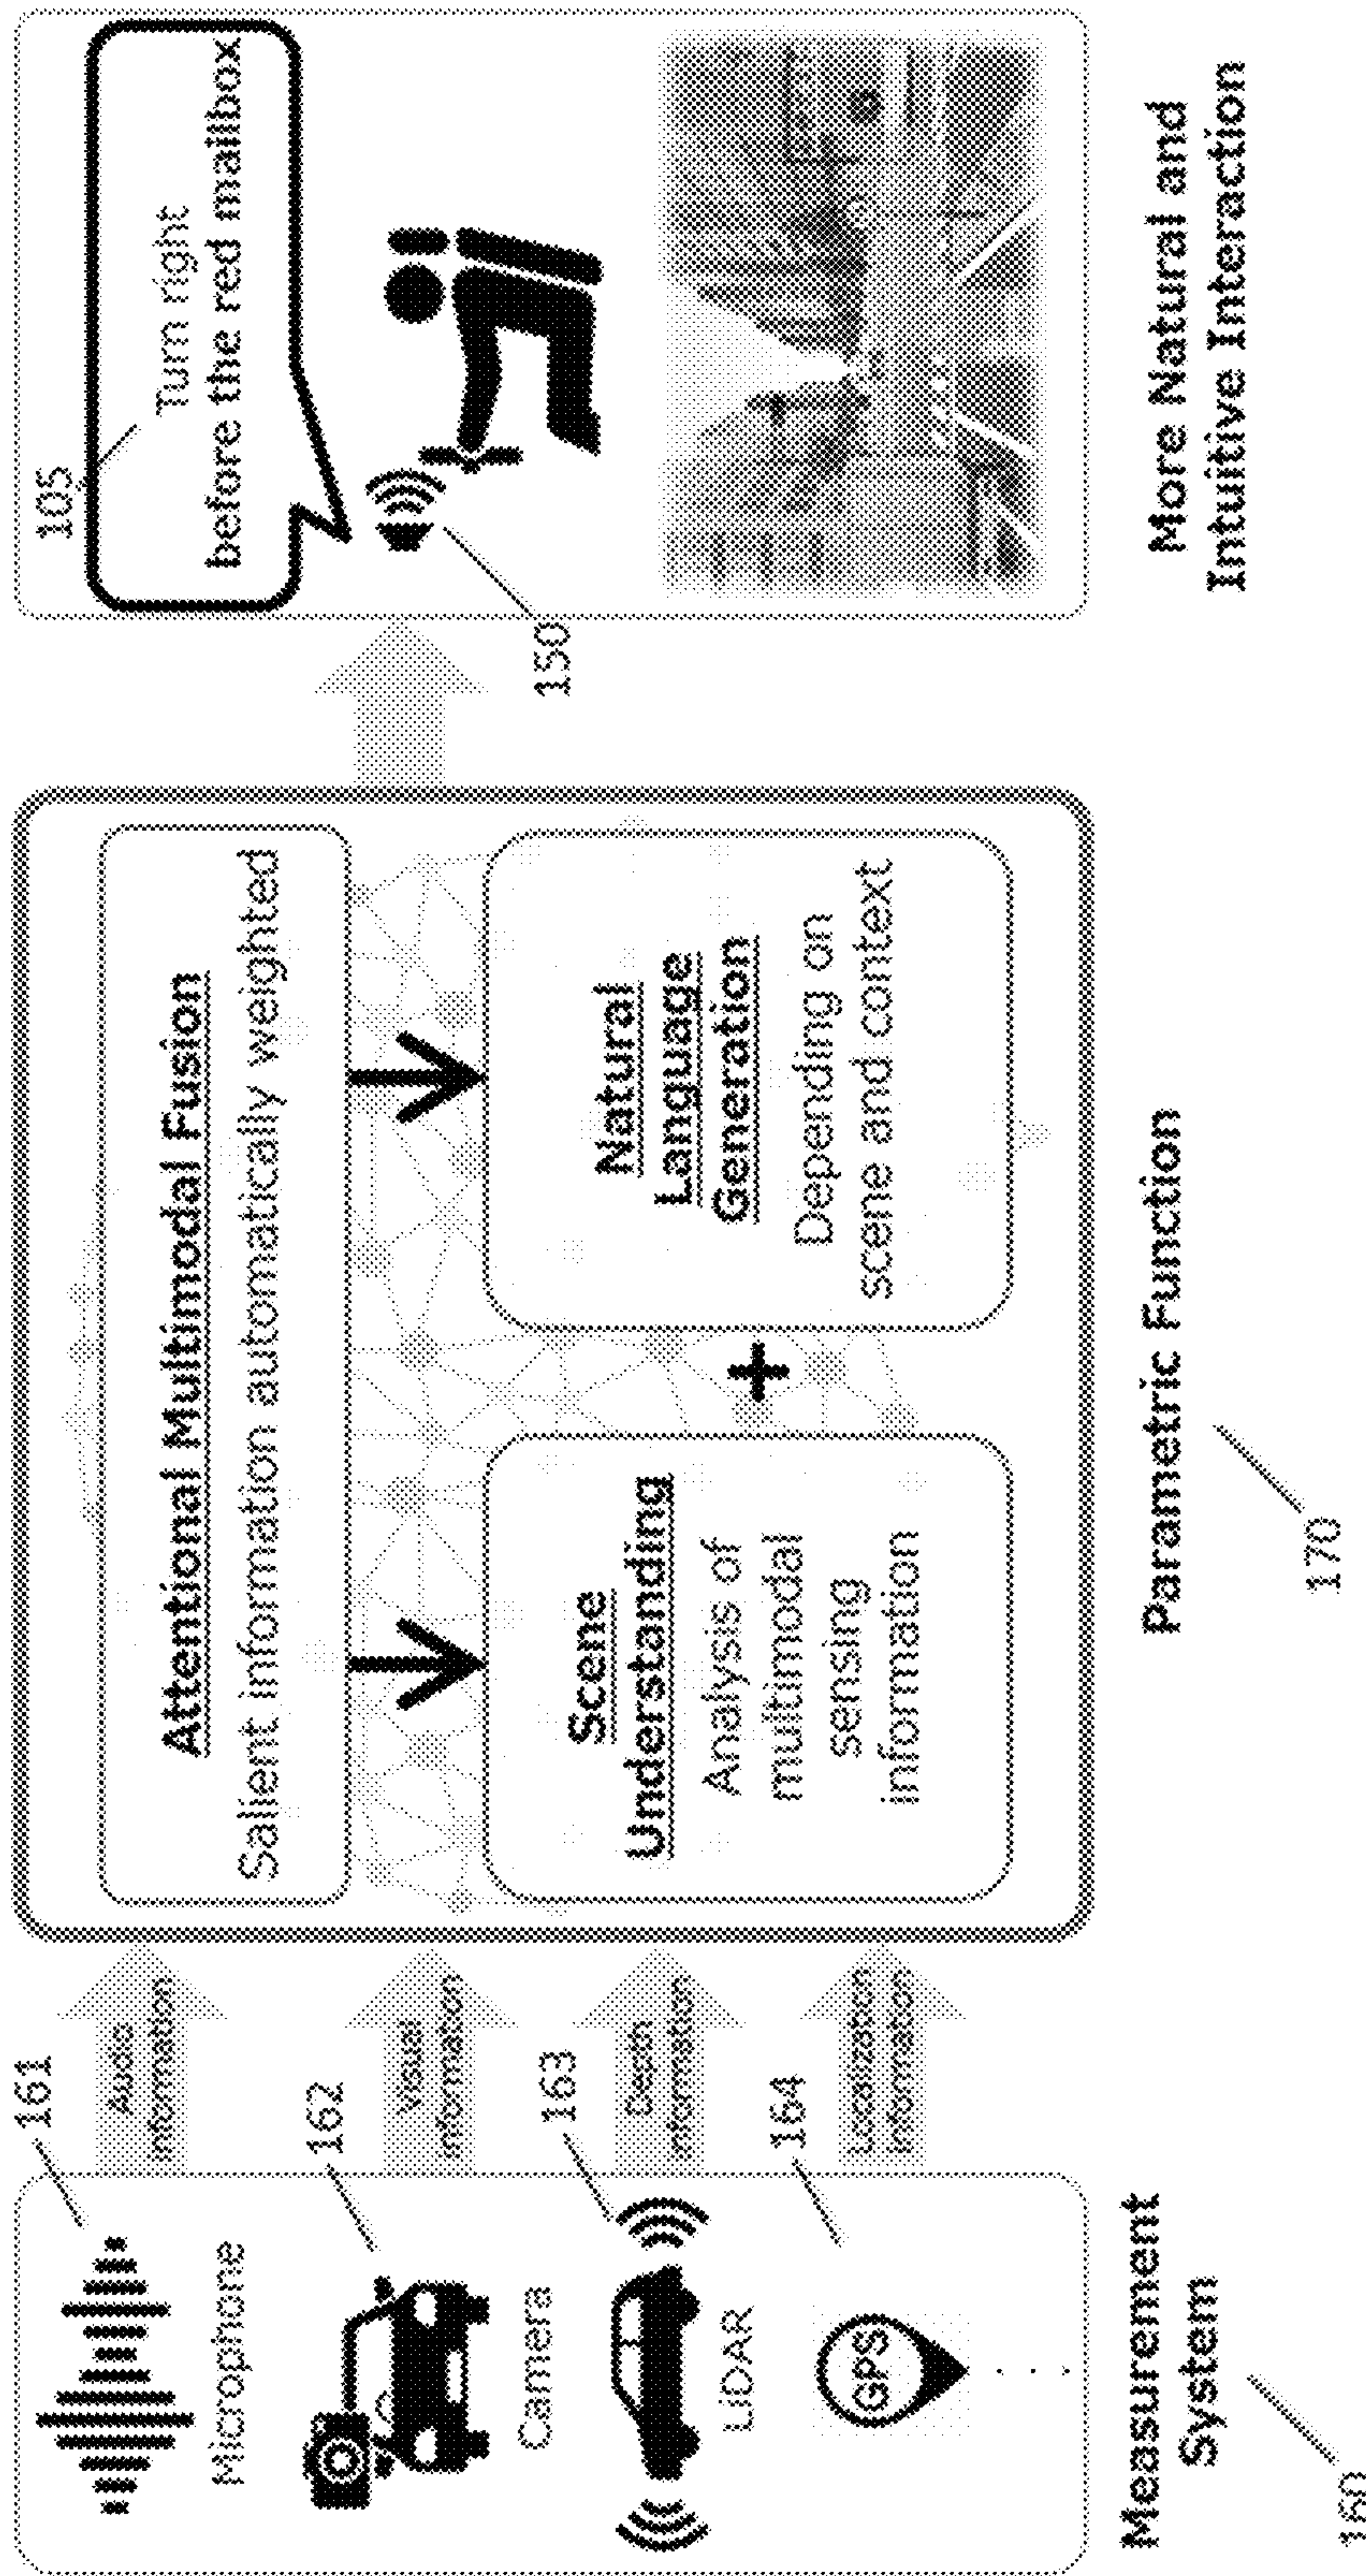 161
Microphone
162
Camera
163
LiDAR
164
GPS
Measurement
System
160
Audio
information
Visual
information
Depth
information
Localization
information
Attentional Multimodal Fusion
Salient information automatically weighted
Scene
Understanding
Analysis of
multimodal
sensing
information
+
Natural
Language
Generation
Depending on
scene and context
Parametric Function
170
105
Turn right
before the red mailbox
150
More Natural and
Intuitive Interaction